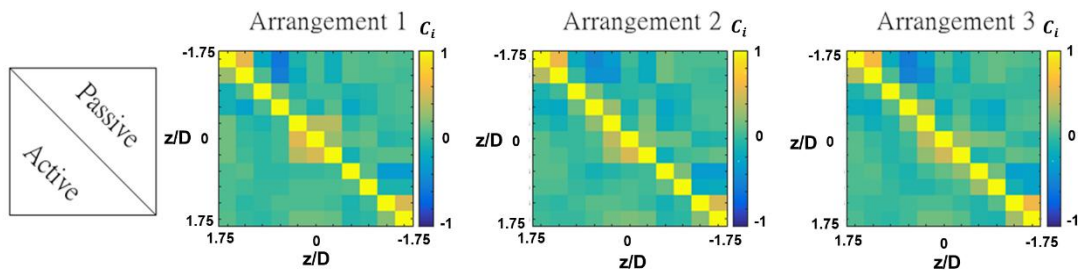 Passive
Active
Arrangement 1
C_i
-1.75
z/D 0
1.75
1.75 0 -1.75
z/D
1
0
-1
Arrangement 2
C_i
-1.75
z/D 0
1.75
1.75 0 -1.75
z/D
1
0
-1
Arrangement 3
C_i
-1.75
z/D 0
1.75
1.75 0 -1.75
z/D
1
0
-1